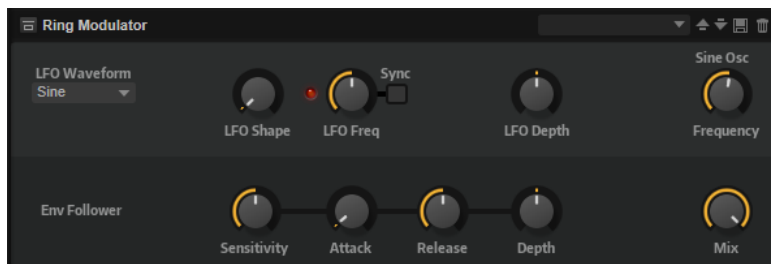 Ring Modulator
LFO Waveform
Sine
Sync
Sine Osc
LFO Shape
LFO Freq
LFO Depth
Frequency
Env Follower
Sensitivity
Attack
Release
Depth
Mix